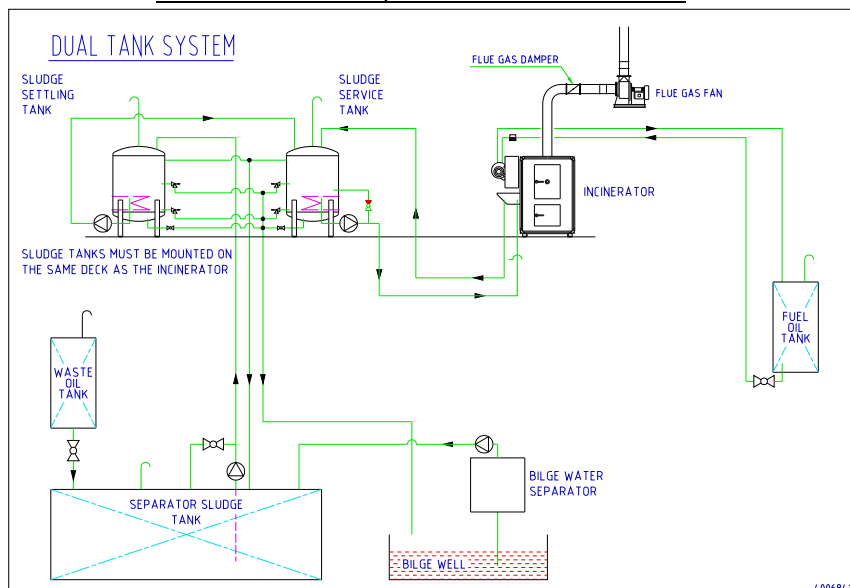 DUAL TANK SYSTEM
SLUDGE
SETTLING
TANK
SLUDGE
SERVICE
TANK
FLUE GAS DAMPER
FLUE GAS FAN
INCINERATOR
SLUDGE TANKS MUST BE MOUNTED ON
THE SAME DECK AS THE INCINERATOR
FUEL
OIL
TANK
WASTE
OIL
TANK
SEPARATOR SLUDGE
TANK
BILGE WATER
SEPARATOR
BILGE WELL